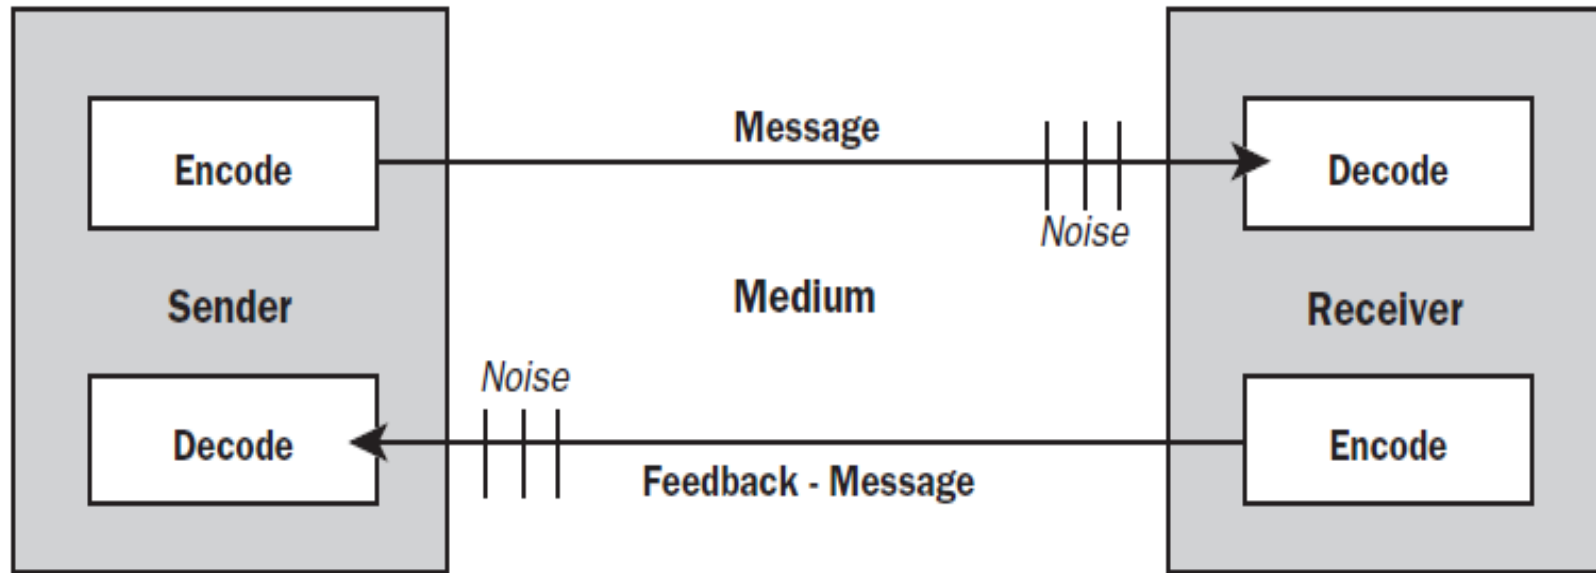 Message
Encode
Decode
Noise
Sender
Medium
Receiver
Noise
Decode
Encode
Feedback - Message